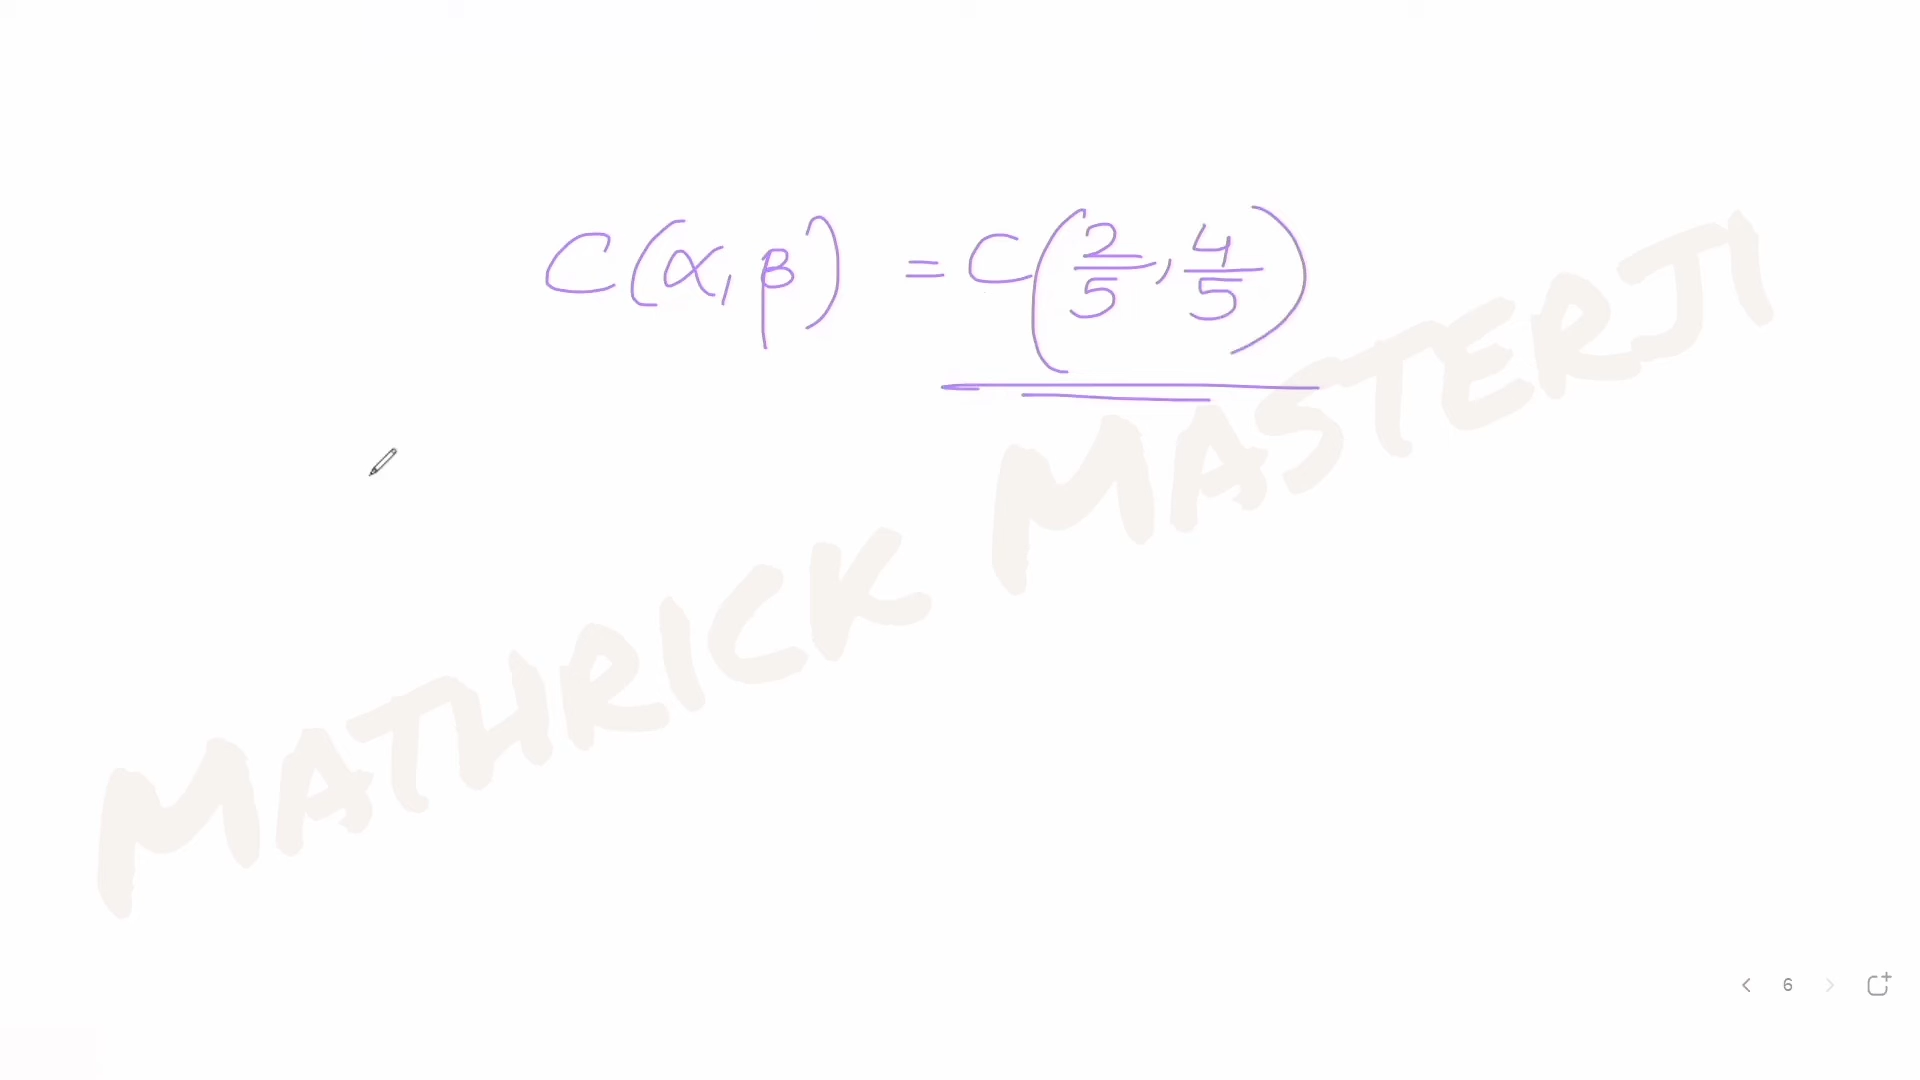 C(α, β) = C(2/5, 4/5)
MATHRICK MASTERJI
< 6 >